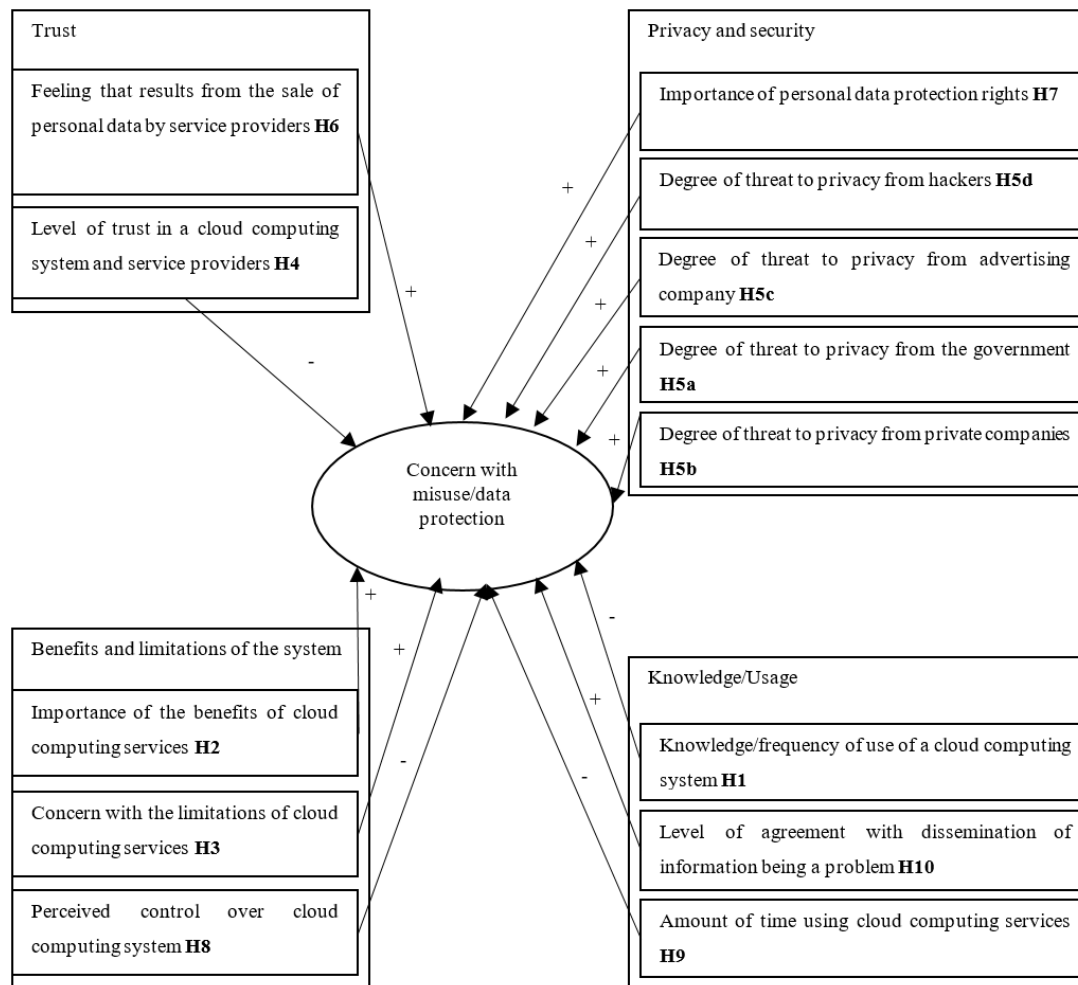 Trust
Feeling that results from the sale of
personal data by service providers H6
+
Level of trust in a cloud computing
system and service providers H4
-
Privacy and security
Importance of personal data protection rights H7
+
Degree of threat to privacy from hackers H5d
+
Degree of threat to privacy from advertising
company H5c
+
Degree of threat to privacy from the government
H5a
+
Degree of threat to privacy from private companies
H5b
+
Concern with
misuse/data
protection
Benefits and limitations of the system
+
Importance of the benefits of cloud
computing services H2
+
Concern with the limitations of cloud
computing services H3
-
Perceived control over cloud
computing system H8
Knowledge/Usage
-
Knowledge/frequency of use of a cloud computing
system H1
+
Level of agreement with dissemination of
information being a problem H10
-
Amount of time using cloud computing services
H9